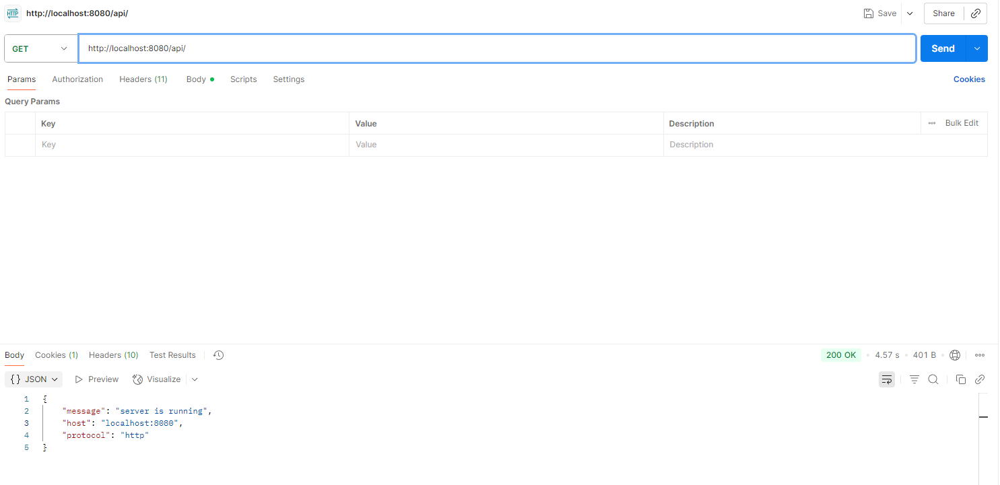 HTTP http://localhost:8080/api/ Save Share
GET http://localhost:8080/api/ Send
Params Authorization Headers (11) Body Scripts Settings Cookies
Query Params
Key Value Description Bulk Edit
Key Value Description
Body Cookies (1) Headers (10) Test Results 200 OK 4.57 s 401 B
{} JSON Preview Visualize
1 {
2 "message": "server is running",
3 "host": "localhost:8080",
4 "protocol": "http"
5 }